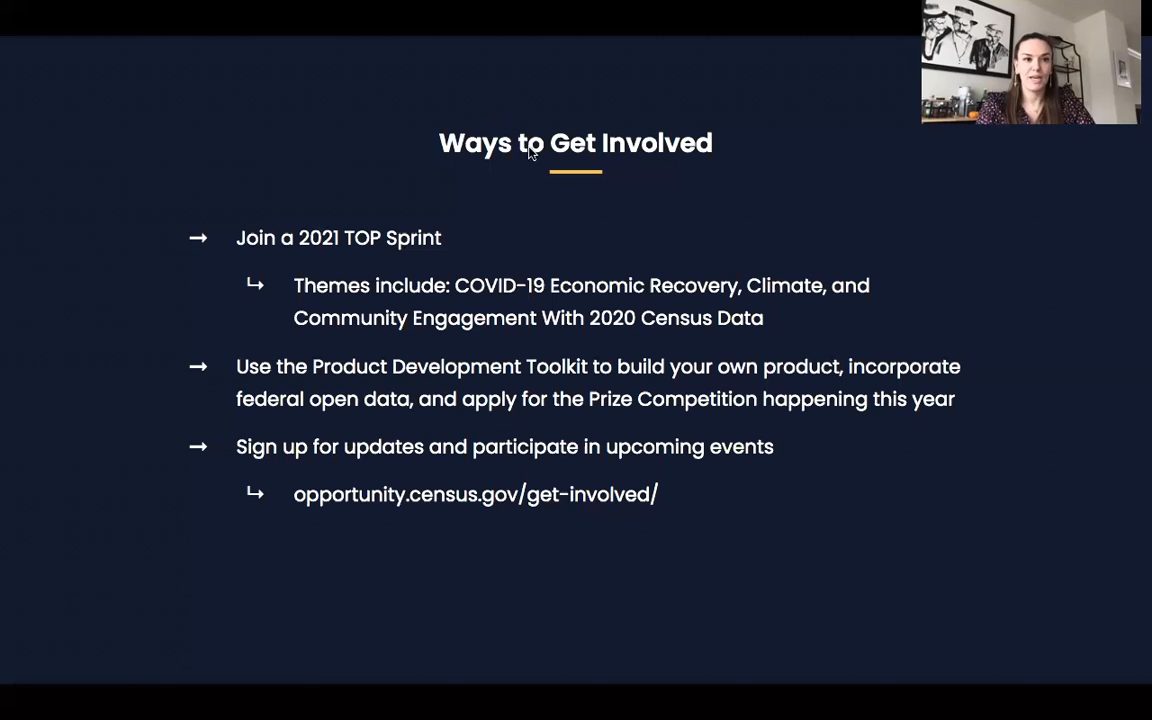 Ways to Get Involved
→ Join a 2021 TOP Sprint
↳ Themes include: COVID-19 Economic Recovery, Climate, and
Community Engagement With 2020 Census Data
→ Use the Product Development Toolkit to build your own product, incorporate
federal open data, and apply for the Prize Competition happening this year
→ Sign up for updates and participate in upcoming events
↳ opportunity.census.gov/get-involved/